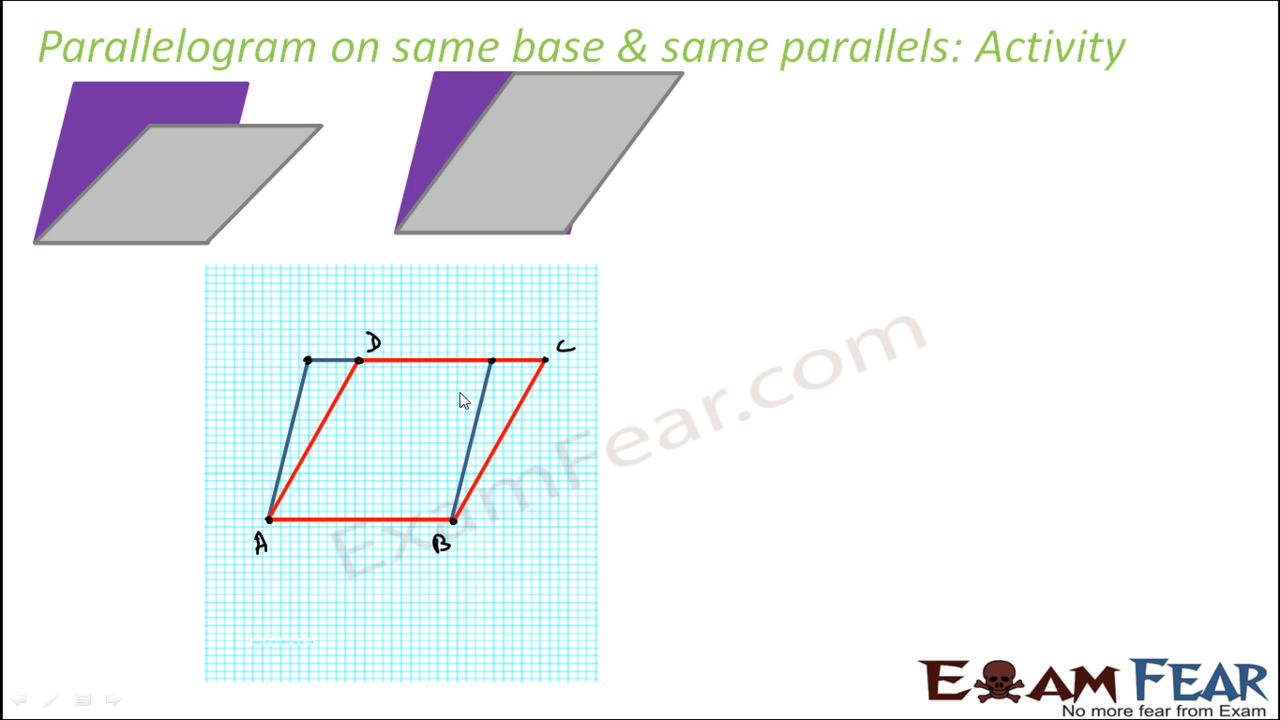 Parallelogram on same base & same parallels: Activity
D
C
A
B
ExamFear.com
EXAM FEAR
No more fear from Exam